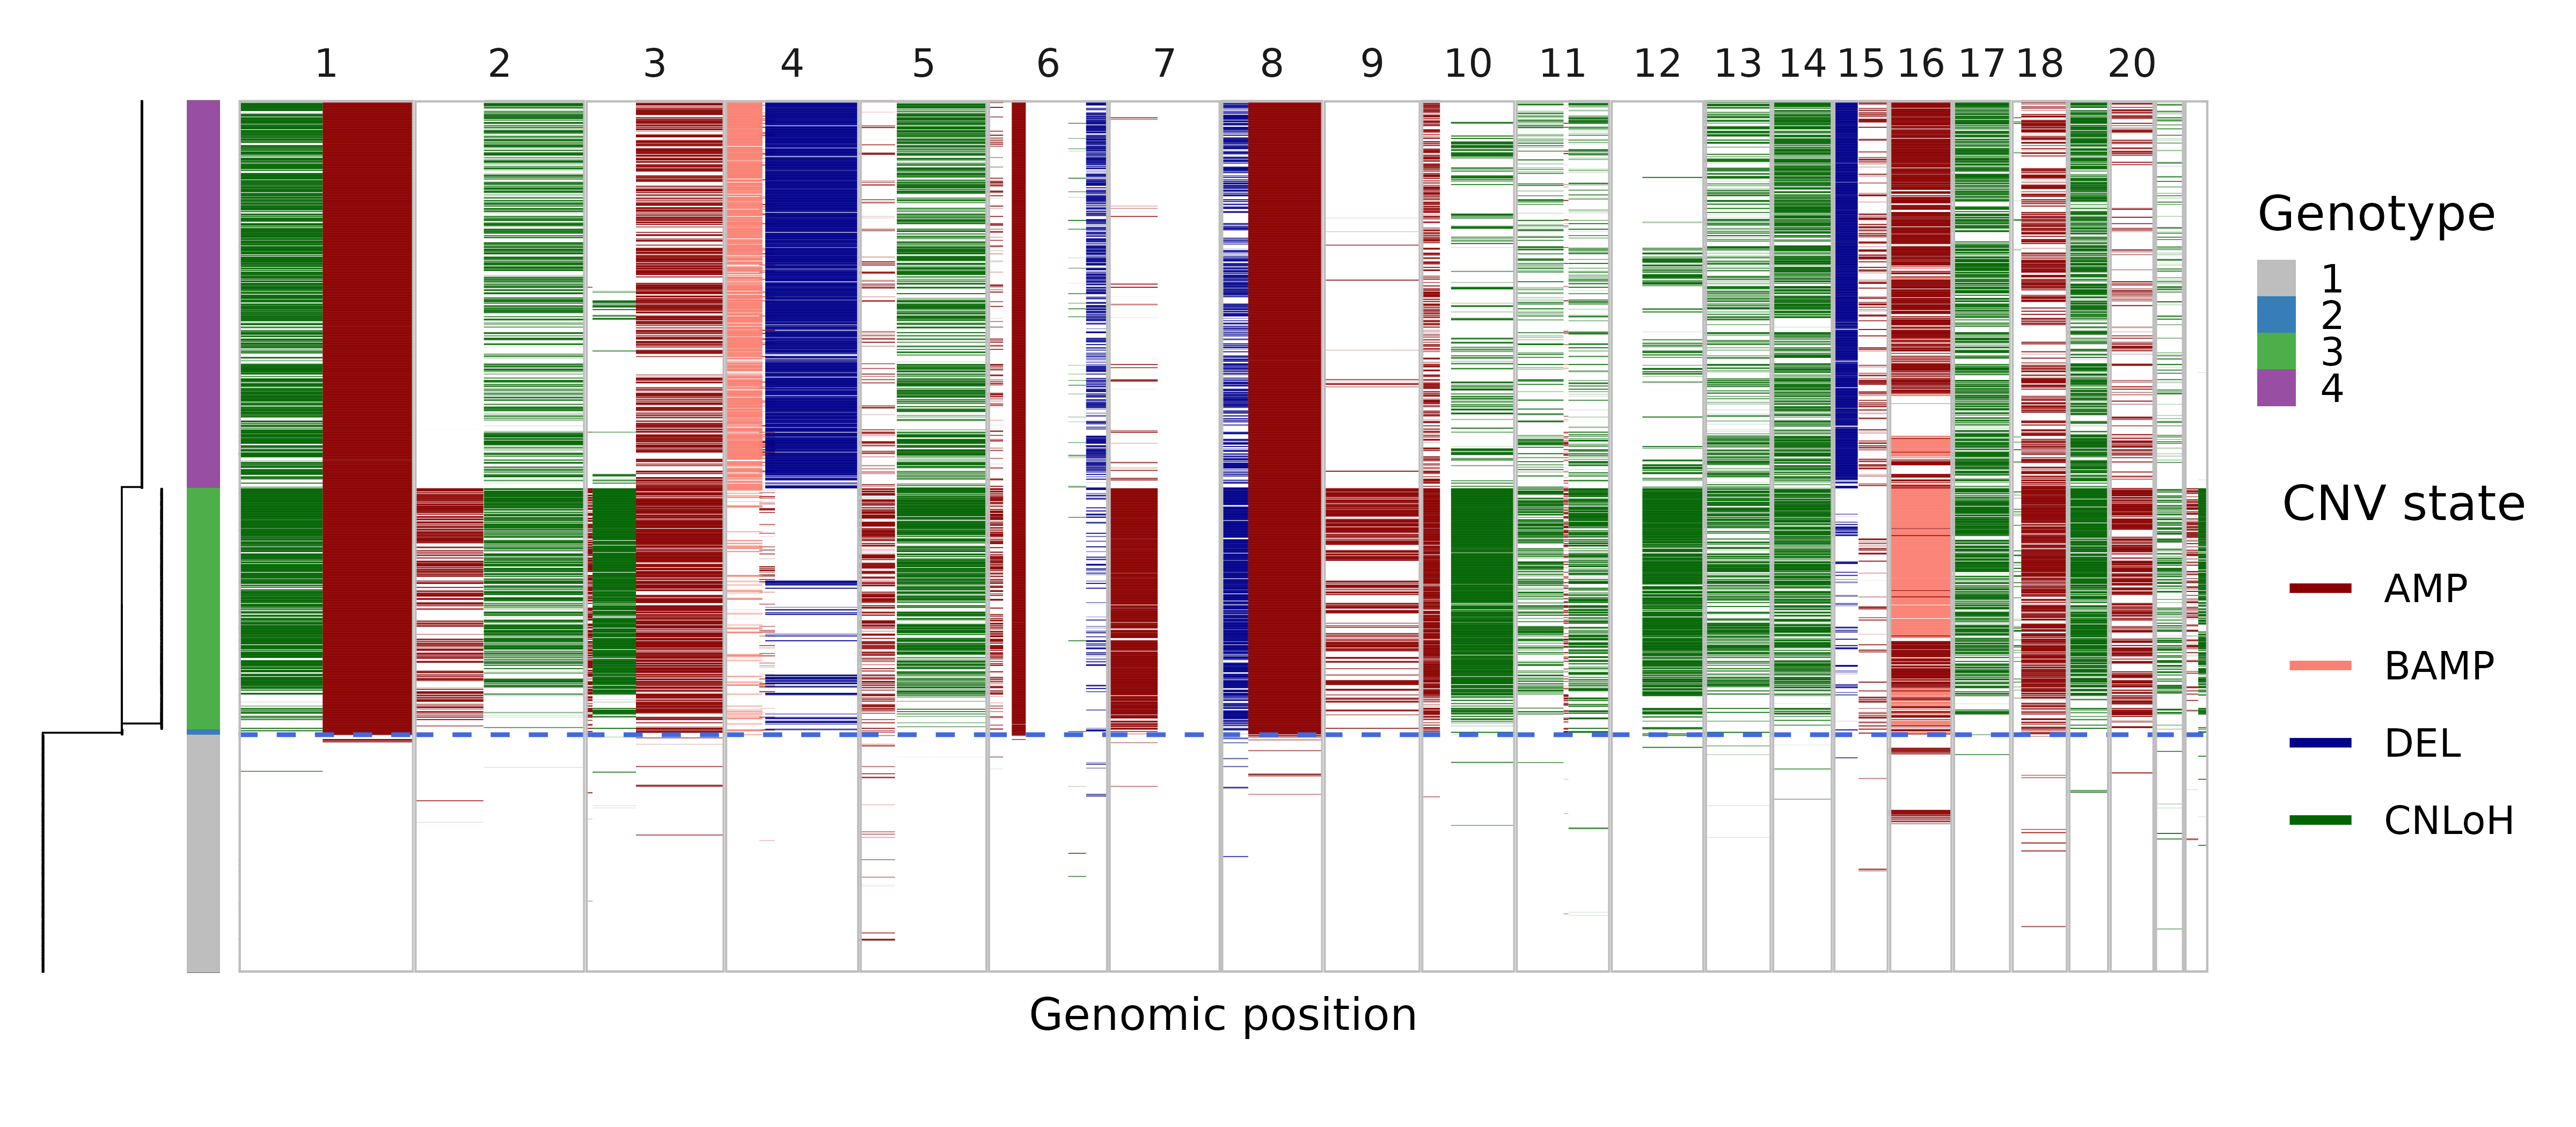 1 2 3 4 5 6 7 8 9 10 11 12 13 14 15 16 17 18 20
Genotype
1
2
3
4
CNV state
AMP
BAMP
DEL
CNLoH
Genomic position